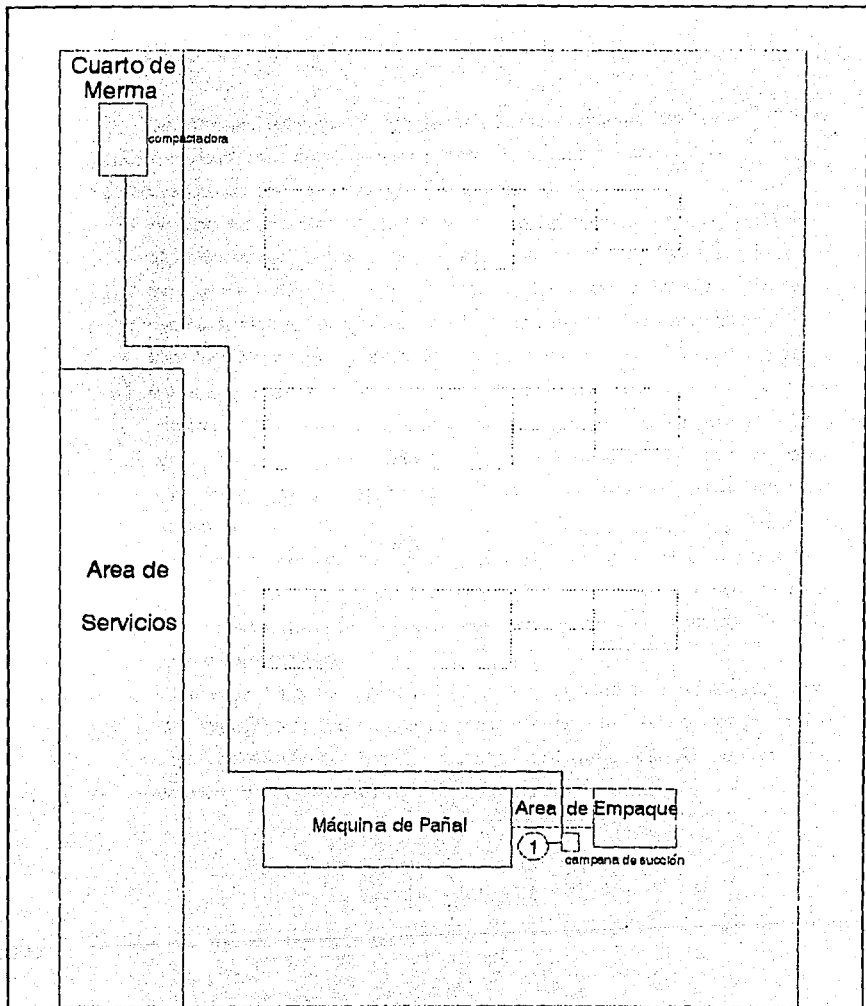 Cuarto de
Merma
compactadora
Area de
Servicios
Máquina de Pañal
Area de Empaque
1
campana de succión